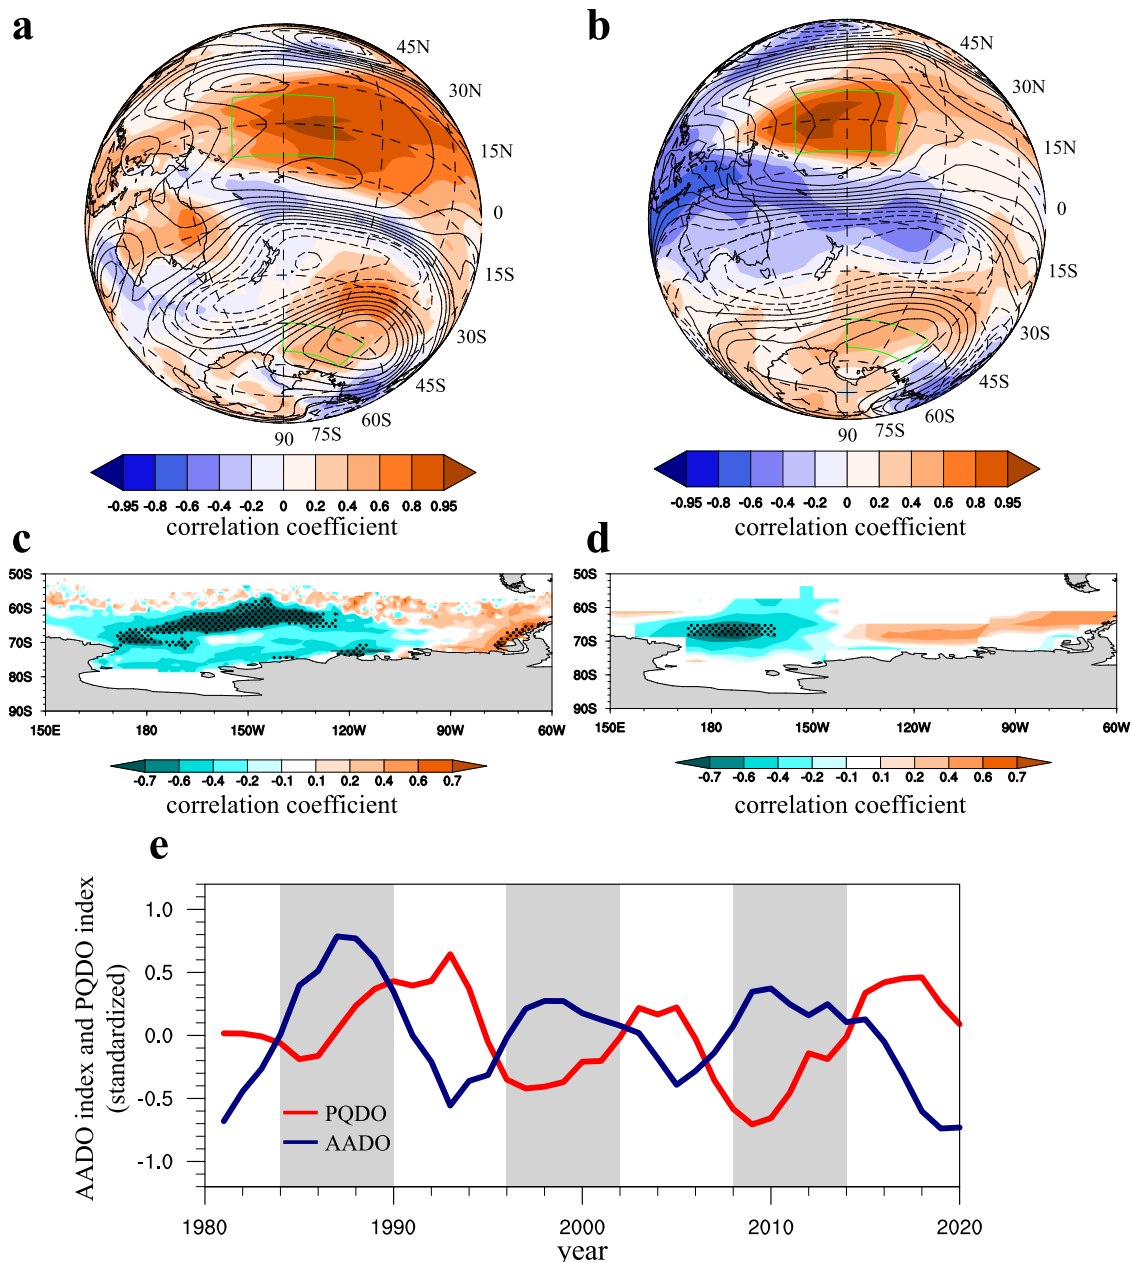 a
b
45N
30N
15N
0
15S
30S
45S
60S
75S
90
45N
30N
15N
0
15S
30S
45S
60S
75S
90
-0.95 -0.8 -0.6 -0.4 -0.2 0 0.2 0.4 0.6 0.8 0.95
correlation coefficient
-0.95 -0.8 -0.6 -0.4 -0.2 0 0.2 0.4 0.6 0.8 0.95
correlation coefficient
c
d
50S
60S
70S
80S
90S
150E 180 150W 120W 90W 60W
50S
60S
70S
80S
90S
150E 180 150W 120W 90W 60W
-0.7 -0.6 -0.4 -0.2 -0.1 0.1 0.2 0.4 0.6 0.7
correlation coefficient
-0.7 -0.6 -0.4 -0.2 -0.1 0.1 0.2 0.4 0.6 0.7
correlation coefficient
e
AADO index and PQDO index
(standardized)
1.0
0.5
0.0
-0.5
-1.0
PQDO
AADO
1980 1990 2000 2010 2020
year